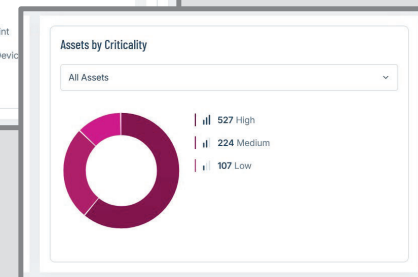 Assets by Criticality
All Assets
527 High
224 Medium
107 Low